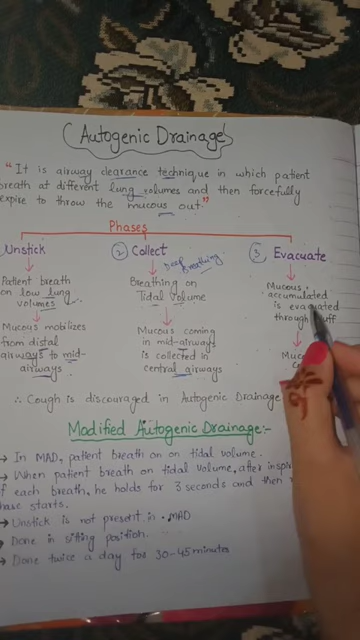 Autogenic Drainage
"It is airway clearance technique in which patient
breath at different lung volumes and then forcefully
expire to throw the mucous out."
Phases
Unstick
Patient breath
on low lung
volumes
Mucous mobilizes
from distal
airways to mid-
airways
② Collect
Deep Breathing
Breathing on
Tidal Volume
Mucous coming
in mid-airways
is collected in
central airways
③ Evacuate
Mucous
accumulated
is evacuated
through
∴ Cough is discouraged in Autogenic Drainage
Modified Autogenic Drainage:-
→ In MAD, patient breath on on tidal volume.
→ When patient breath on tidal volume, after
of each breath, he holds for 3 seconds and then
phase starts.
→ Unstick is not present in MAD
→ Done in sitting position.
→ Done twice a day for 30-45 minutes